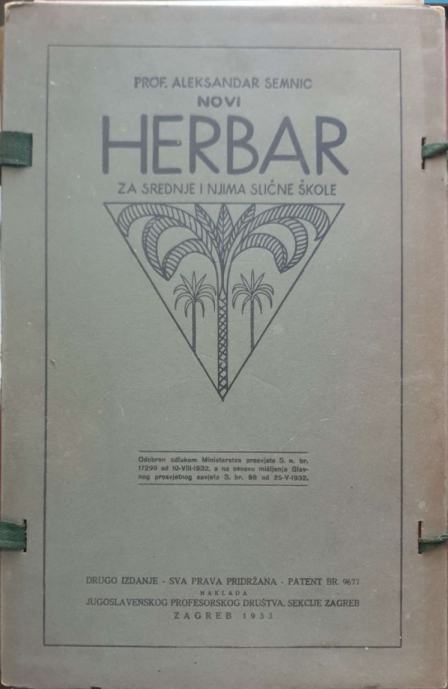 PROF. ALEKSANDAR SEMNIC
NOVI
HERBAR
ZA SREDNJE I NJIMA SLIČNE ŠKOLE
Odobren odlukom Ministarstva prosvjete S. n. br.
17299 od 10-VIII-1932. a na osnovu mišljenja Glav-
nog prosvjetnog savjeta S. br. 98 od 25-V-1932.
DRUGO IZDANJE - SVA PRAVA PRIDRŽANA - PATENT BR. 9677
NAKLADA
JUGOSLAVENSKOG PROFESORSKOG DRUŠTVA, SEKCIJE ZAGREB
ZAGREB 1933